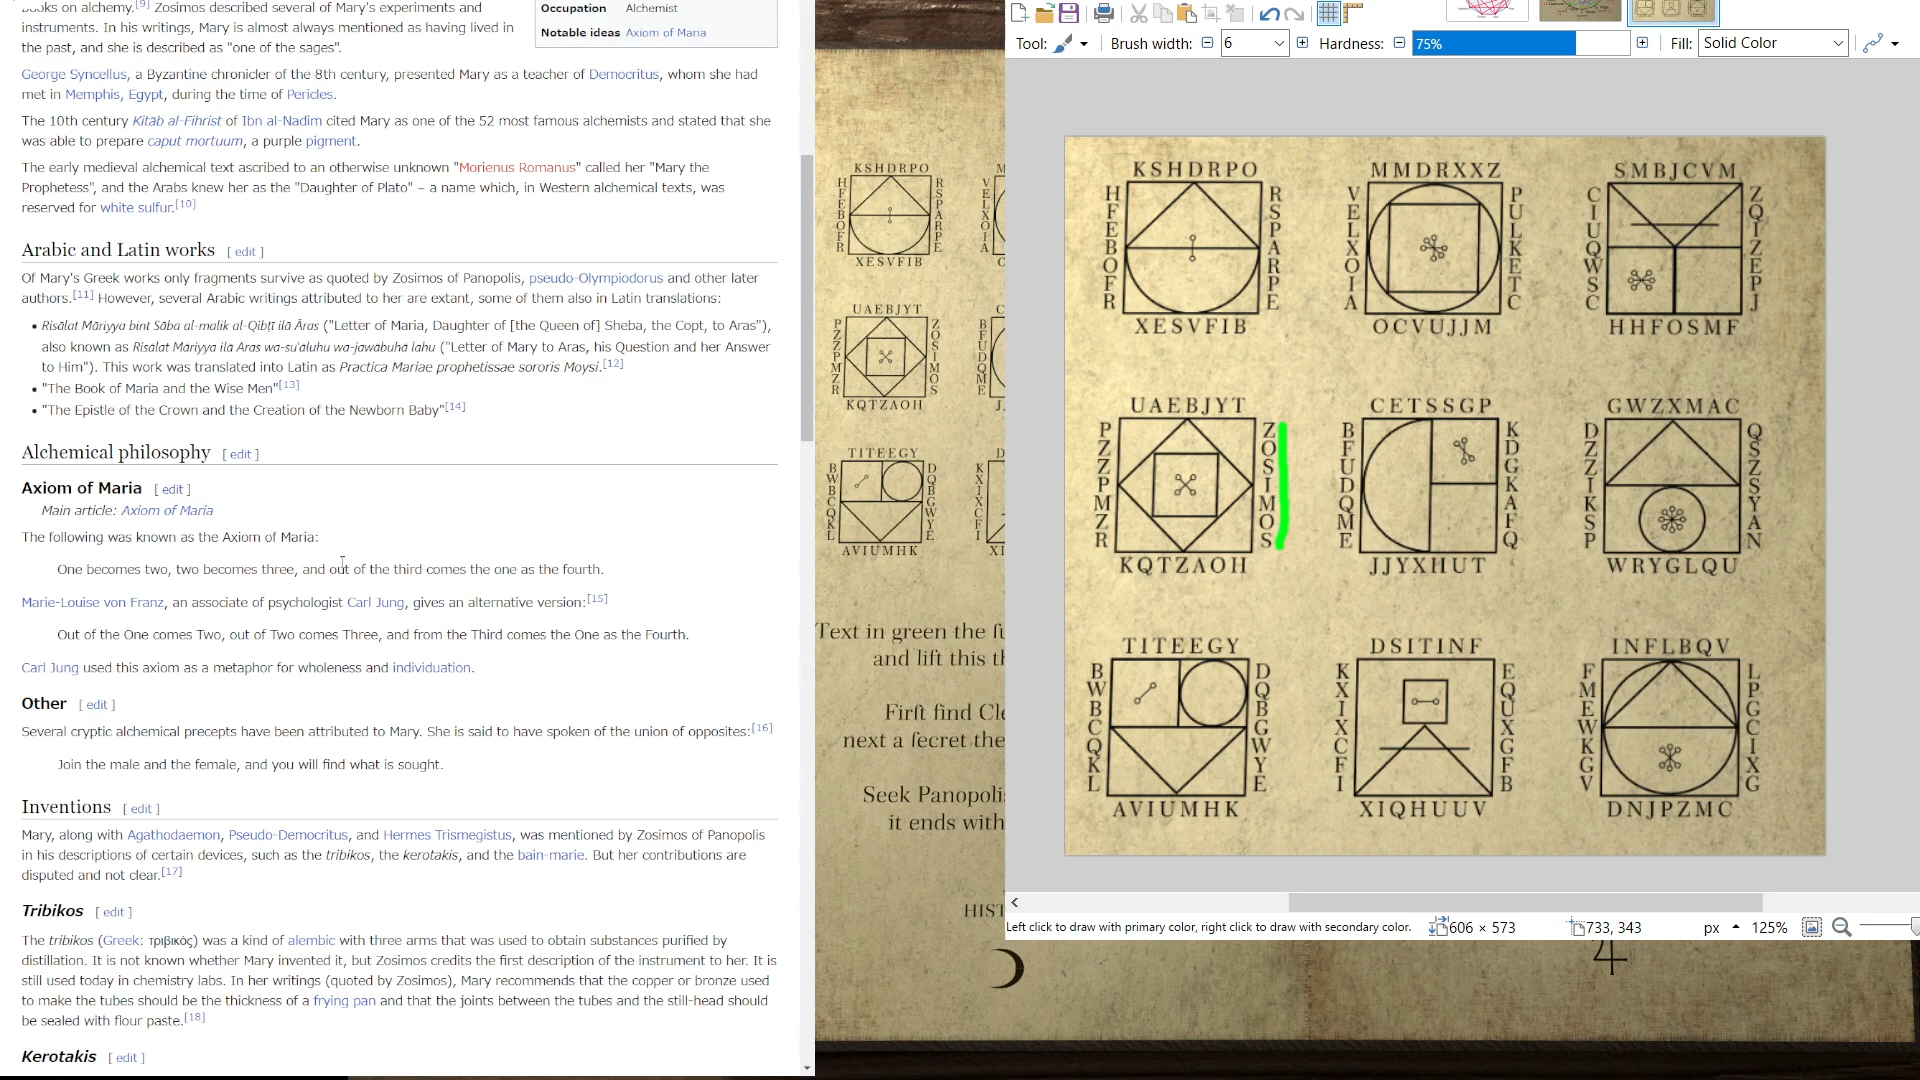 books on alchemy.[9] Zosimos described several of Mary's experiments and
instruments. In his writings, Mary is almost always mentioned as having lived in
the past, and she is described as "one of the sages".
Occupation Alchemist
Notable ideas Axiom of Maria
George Syncellus, a Byzantine chronicler of the 8th century, presented Mary as a teacher of Democritus, whom she had
met in Memphis, Egypt, during the time of Pericles.
The 10th century Kitāb al-Fihrist of Ibn al-Nadim cited Mary as one of the 52 most famous alchemists and stated that she
was able to prepare caput mortuum, a purple pigment.
The early medieval alchemical text ascribed to an otherwise unknown "Morienus Romanus" called her "Mary the
Prophetess", and the Arabs knew her as the "Daughter of Plato" – a name which, in Western alchemical texts, was
reserved for white sulfur.[10]
Arabic and Latin works [ edit ]
Of Mary's Greek works only fragments survive as quoted by Zosimos of Panopolis, pseudo-Olympiodorus and other later
authors.[11] However, several Arabic writings attributed to her are extant, some of them also in Latin translations:
• Risālat Māriyya bint Sāba al-malik al-Qibṭī ilā Āras ("Letter of Maria, Daughter of [the Queen of] Sheba, the Copt, to Aras"),
also known as Risālat Māriyya ilā Aras wa-su'āluhu wa-jawābuhā lahu ("Letter of Mary to Aras, his Question and her Answer
to Him"). This work was translated into Latin as Practica Mariae prophetissae sororis Moysi.[12]
• "The Book of Maria and the Wise Men"[13]
• "The Epistle of the Crown and the Creation of the Newborn Baby"[14]
Alchemical philosophy [ edit ]
Axiom of Maria [ edit ]
Main article: Axiom of Maria
The following was known as the Axiom of Maria:
One becomes two, two becomes three, and out of the third comes the one as the fourth.
Marie-Louise von Franz, an associate of psychologist Carl Jung, gives an alternative version:[15]
Out of the One comes Two, out of Two comes Three, and from the Third comes the One as the Fourth.
Carl Jung used this axiom as a metaphor for wholeness and individuation.
Other [ edit ]
Several cryptic alchemical precepts have been attributed to Mary. She is said to have spoken of the union of opposites:[16]
Join the male and the female, and you will find what is sought.
Inventions [ edit ]
Mary, along with Agathodaemon, Pseudo-Democritus, and Hermes Trismegistus, was mentioned by Zosimos of Panopolis
in his descriptions of certain devices, such as the tribikos, the kerotakis, and the bain-marie. But her contributions are
disputed and not clear.[17]
Tribikos [ edit ]
The tribikos (Greek: τριβικός) was a kind of alembic with three arms that was used to obtain substances purified by
distillation. It is not known whether Mary invented it, but Zosimos credits the first description of the instrument to her. It is
still used today in chemistry labs. In her writings (quoted by Zosimos), Mary recommends that the copper or bronze used
to make the tubes should be the thickness of a frying pan and that the joints between the tubes and the still-head should
be sealed with flour paste.[18]
Kerotakis [ edit ]
KSHDRPO
HFEBOFR
RSPARPE
XESVFIB
VELXOIA
UAEBJYT
PZZPMZR
ZOSIMOS
KQTZAOH
BFUDQME
TITEEGY
BWBCQKL
DQBGWYE
AVIUMHK
KXIXCFI
Text in green the fu
and lift this th
Firſt find Cle
next a ſecret the
Seek Panopolis
it ends with
HIST
Tool: Brush width: 6 Hardness: 75% Fill: Solid Color
KSHDRPO
HFEBOFR
RSPARPE
XESVFIB
MMDRXXZ
VELXOIA
PULKETC
OCVUJJM
SMBJCVM
CIUQWSC
ZQIZEPJ
HHFOSMF
UAEBJYT
PZZPMZR
ZOSIMOS
KQTZAOH
CETSSGP
BFUDQME
KDGKAFQ
JJYXHUT
GWZXMAC
DZZIKSP
QSZSYAN
WRYGLQU
TITEEGY
BWBCQKL
DQBGWYE
AVIUMHK
DSITINF
KXIXCFI
EQUXGFB
XIQHUUV
INFLBQV
FMEWKGV
LPGCIXG
DNJPZMC
Left click to draw with primary color, right click to draw with secondary color. 606 × 573 733, 343 px 125%